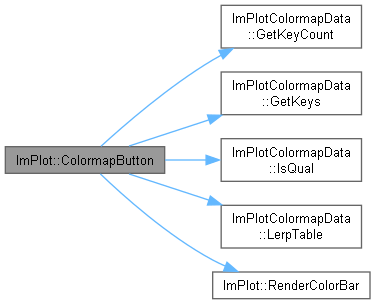 ImPlot::ColormapButton
ImPlotColormapData
::GetKeyCount
ImPlotColormapData
::GetKeys
ImPlotColormapData
::IsQual
ImPlotColormapData
::LerpTable
ImPlot::RenderColorBar